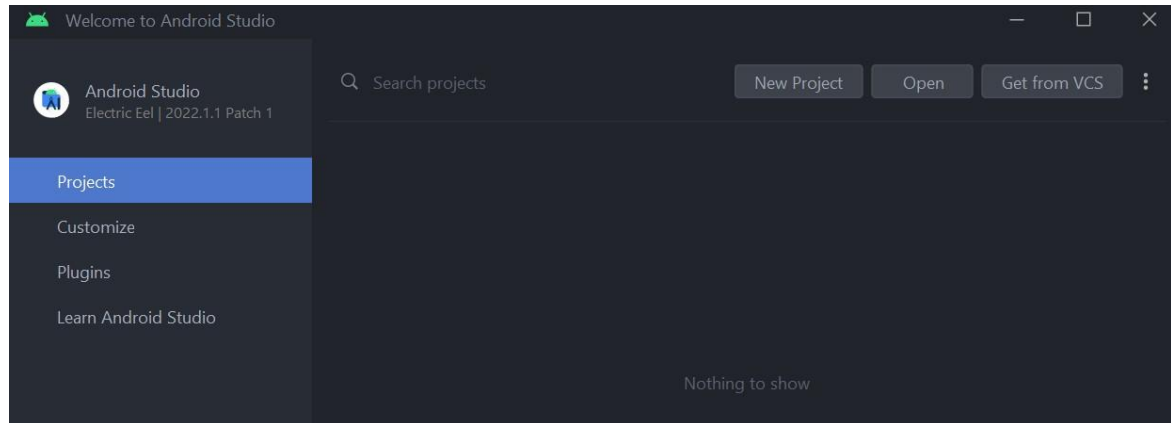 Welcome to Android Studio
Android Studio
Electric Eel | 2022.1.1 Patch 1
Projects
Customize
Plugins
Learn Android Studio
Search projects
New Project
Open
Get from VCS
Nothing to show